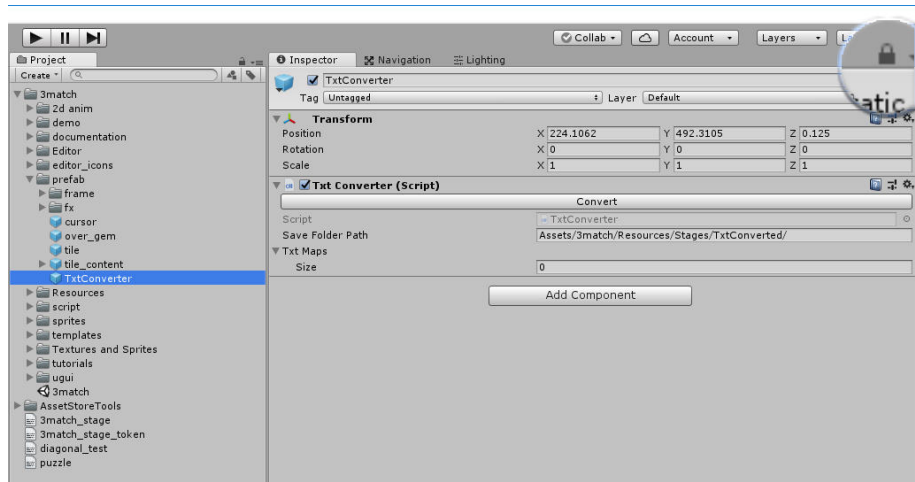 Collab
Account
Layers
La
Project
Inspector
Navigation
Lighting
Create
TxtConverter
Tag Untagged
Layer Default
atic
Transform
Position X 224.1062 Y 492.3105 Z 0.125
Rotation X 0 Y 0 Z 0
Scale X 1 Y 1 Z 1
Txt Converter (Script)
Convert
Script TxtConverter
Save Folder Path Assets/3match/Resources/Stages/TxtConverted/
Txt Maps
Size 0
Add Component
3match
2d anim
demo
documentation
Editor
editor_icons
prefab
frame
fx
cursor
over_gem
tile
tile_content
TxtConverter
Resources
script
sprites
templates
Textures and Sprites
tutorials
ugui
3match
AssetStoreTools
3match_stage
3match_stage_token
diagonal_test
puzzle